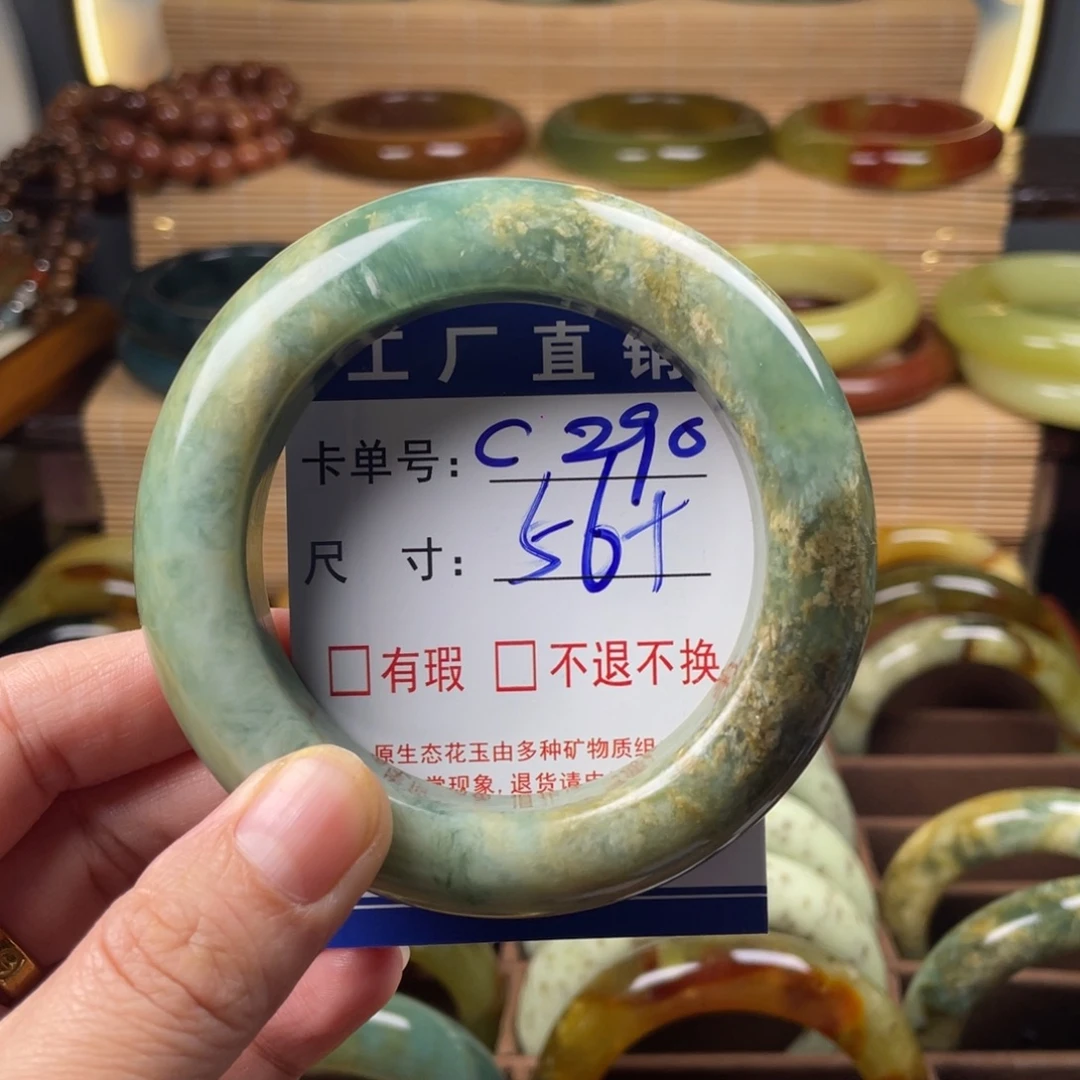 工厂直销
卡单号：C 290
尺 寸：56+
□有瑕 □不退不换
原生态花玉由多种矿物质组
常现象，退货请